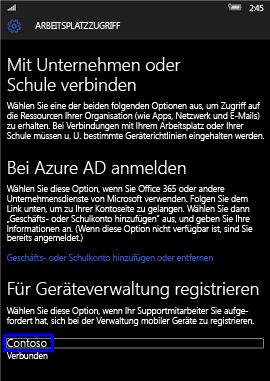 2:45
ARBEITSPLATZZUGRIFF
Mit Unternehmen oder
Schule verbinden
Wählen Sie eine der beiden folgenden Optionen aus, um Zugriff auf
die Ressourcen Ihrer Organisation (wie Apps, Netzwerk und E-Mails)
zu erhalten. Bei Verbindungen mit Ihrem Arbeitsplatz oder Ihrer
Schule müssen u. U. bestimmte Geräterichtlinien eingehalten werden.
Bei Azure AD anmelden
Wählen Sie diese Option, wenn Sie Office 365 oder andere
Unternehmensdienste von Microsoft verwenden. Folgen Sie dem
Link unten, um zu Ihrer Kontoseite zu gelangen. Wählen Sie dann
„Geschäfts- oder Schulkonto hinzufügen“ aus, und geben Sie Ihre
Informationen an. (Wenn diese Option nicht verfügbar ist, sind Sie
bereits angemeldet.)
Geschäfts- oder Schulkonto hinzufügen oder entfernen
Für Geräteverwaltung registrieren
Wählen Sie diese Option, wenn Ihr Supportmitarbeiter Sie aufge-
fordert hat, sich bei der Verwaltung mobiler Geräte zu registrieren.
Contoso
Verbunden